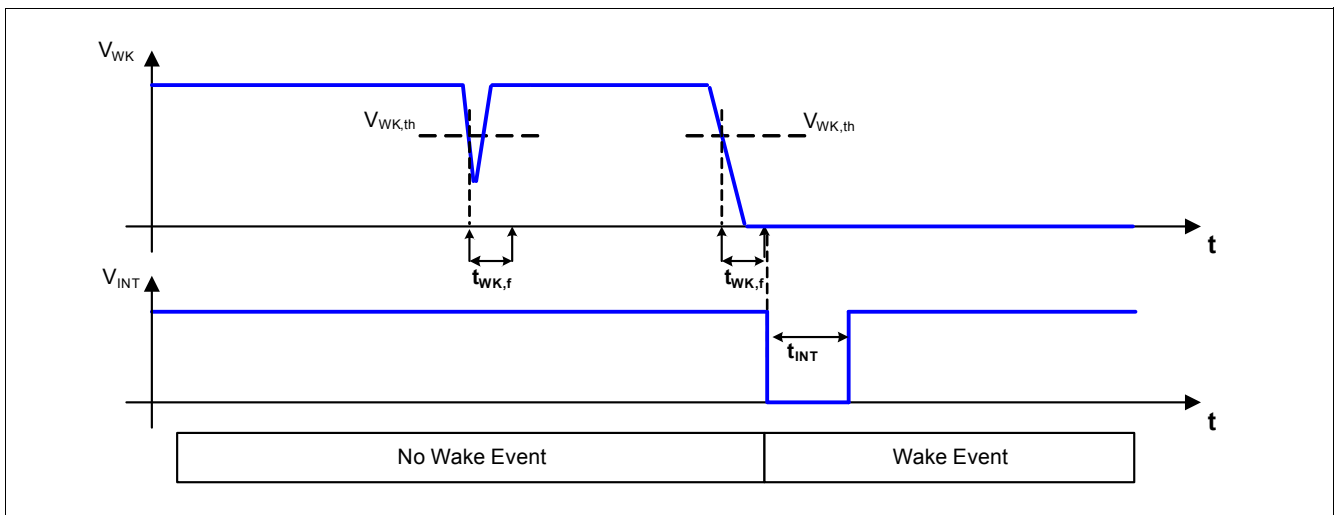 V_WK
V_WK,th
V_WK,th
t
t_WK,f
t_WK,f
V_INT
t_INT
t
No Wake Event
Wake Event